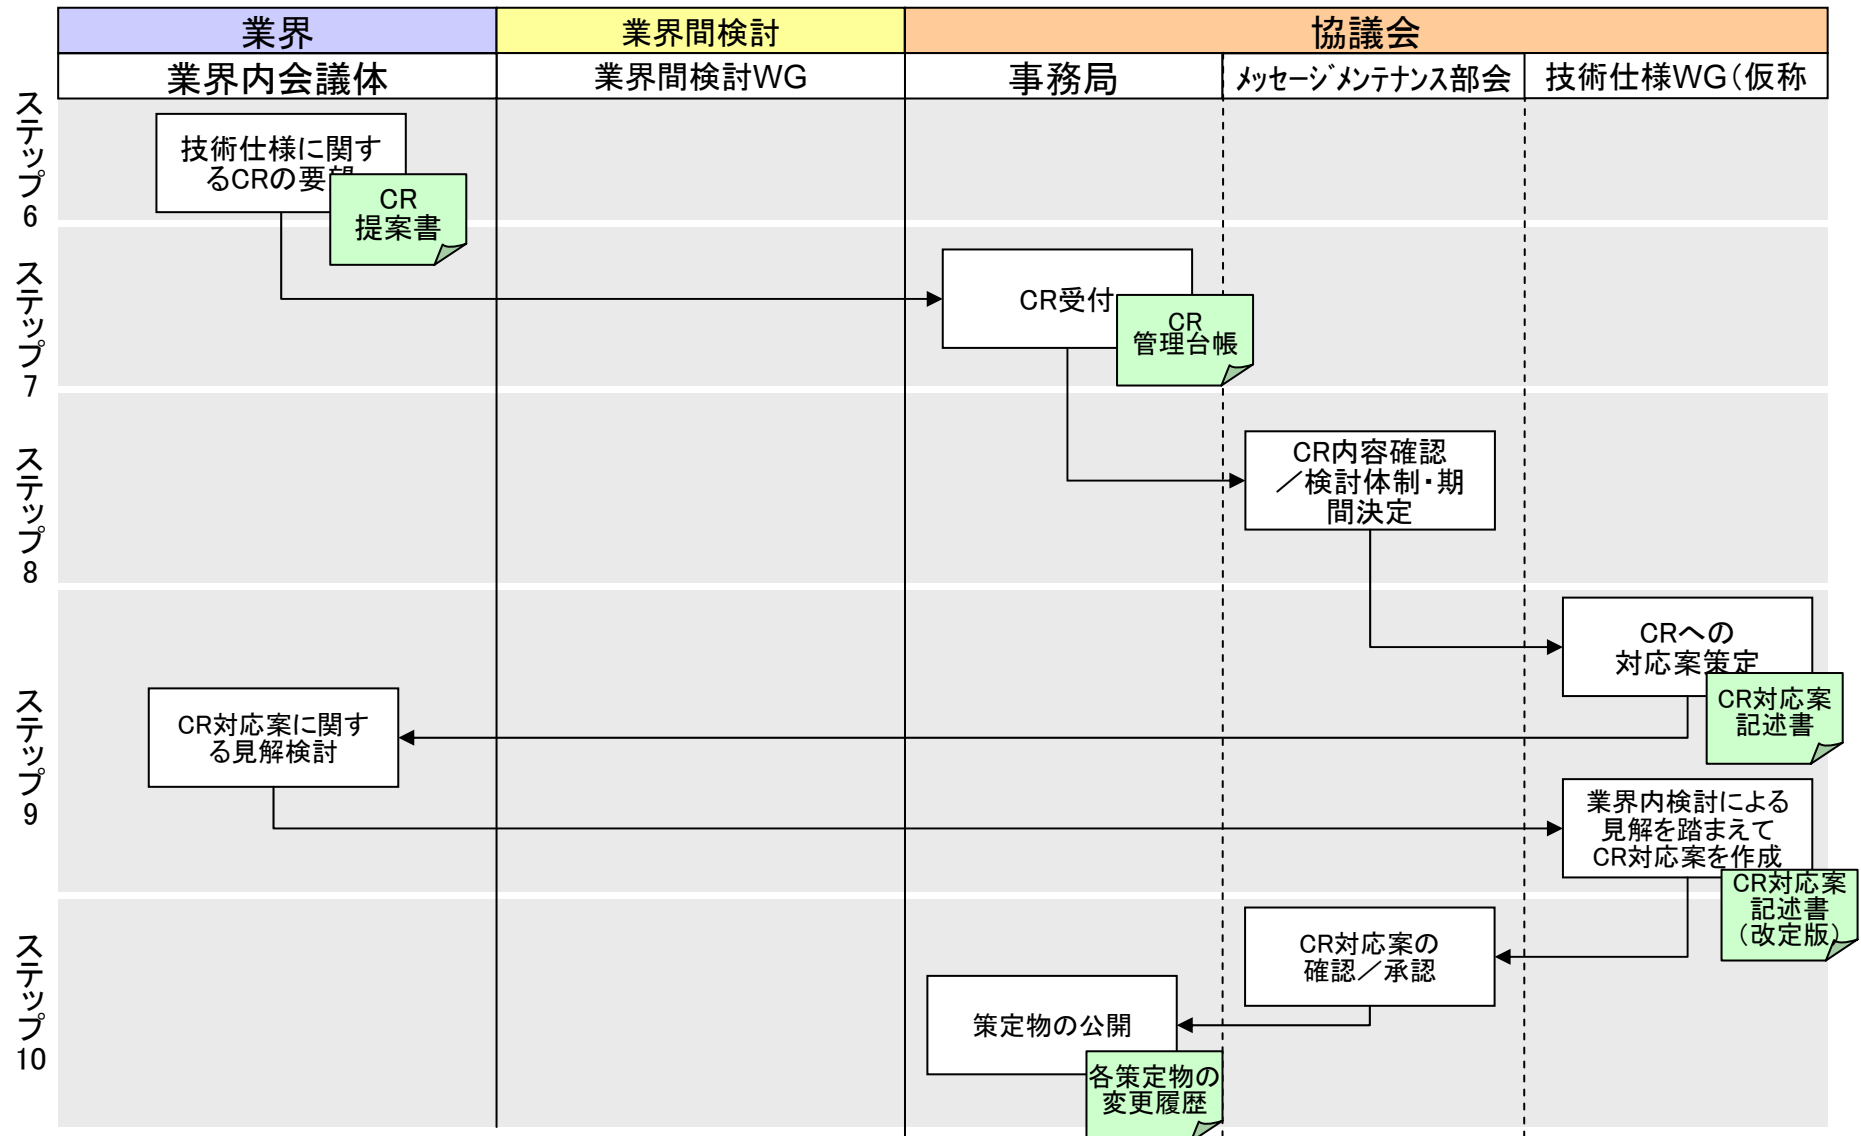 業界
業界間検討
協議会
業界内会議体
業界間検討WG
事務局
メッセージメンテナンス部会
技術仕様WG（仮称
ステップ6
技術仕様に関す
るCRの要望
CR
提案書
ステップ7
CR受付
CR
管理台帳
ステップ8
CR内容確認
／検討体制・期
間決定
ステップ9
CRへの
対応案策定
CR対応案
記述書
CR対応案に関す
る見解検討
業界内検討による
見解を踏まえて
CR対応案を作成
CR対応案
記述書
（改定版）
ステップ10
CR対応案の
確認／承認
策定物の公開
各策定物の
変更履歴